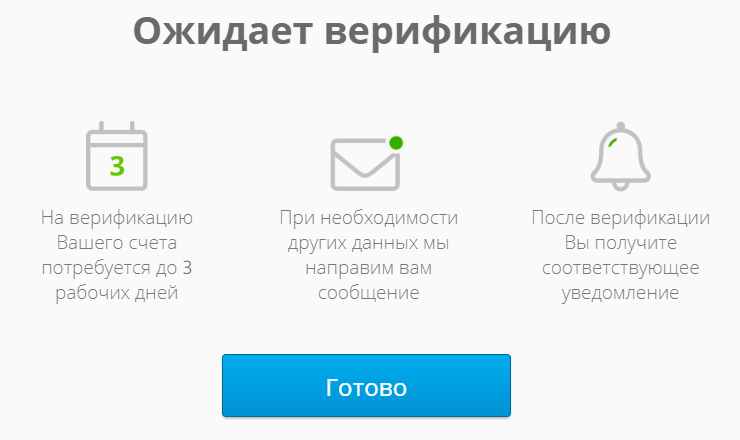 Ожидает верификацию
3
На верификацию
Вашего счета
потребуется до 3
рабочих дней
При необходимости
других данных мы
направим вам
сообщение
После верификации
Вы получите
соответствующее
уведомление
Готово